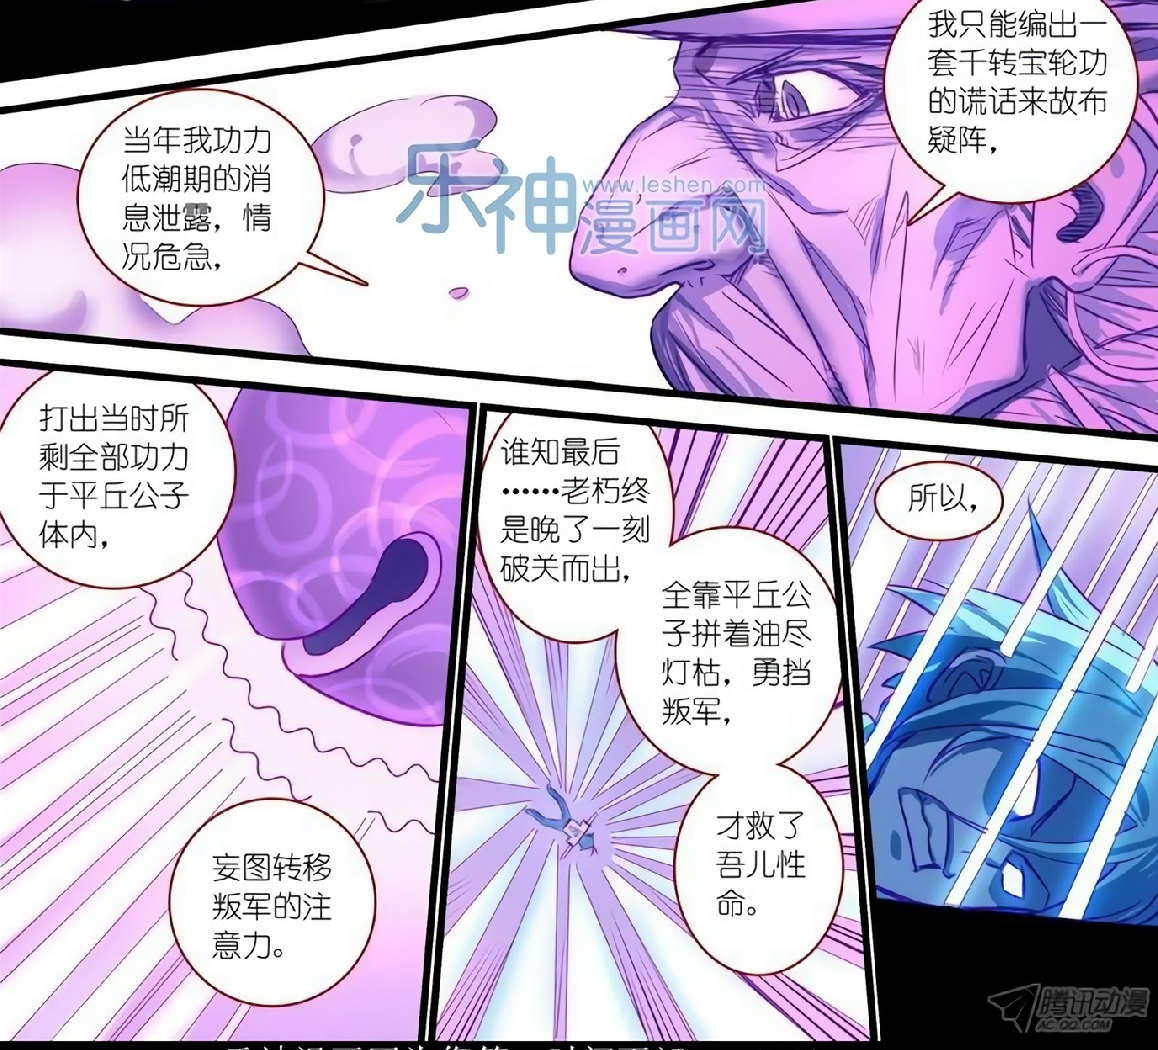 我只能编出一
套千转宝轮功
的谎话来故布
疑阵，
当年我功力
低潮期的消
息泄露，情
况危急，
乐神漫画网
www.leshen.com
打出当时所
剩全部功力
于平丘公子
体内，
妄图转移
叛军的注
意力。
谁知最后
……老朽终
是晚了一刻
破关而出，
全靠平丘公
子拼着油尽
灯枯，勇挡
叛军，
才救了
吾儿性
命。
所以，
腾讯动漫
AC.QQ.COM